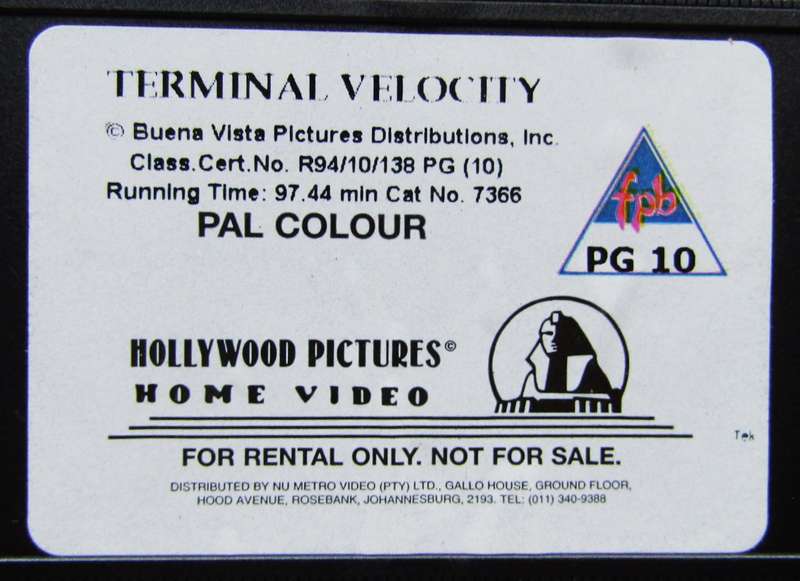 TERMINAL VELOCITY
© Buena Vista Pictures Distributions, Inc.
Class.Cert.No. R94/10/138 PG (10)
Running Time: 97.44 min Cat No. 7366
PAL COLOUR
fpb
PG 10
HOLLYWOOD PICTURES©
HOME VIDEO
Tek
FOR RENTAL ONLY. NOT FOR SALE.
DISTRIBUTED BY NU METRO VIDEO (PTY) LTD., GALLO HOUSE, GROUND FLOOR,
HOOD AVENUE, ROSEBANK, JOHANNESBURG, 2193. TEL: (011) 340-9388